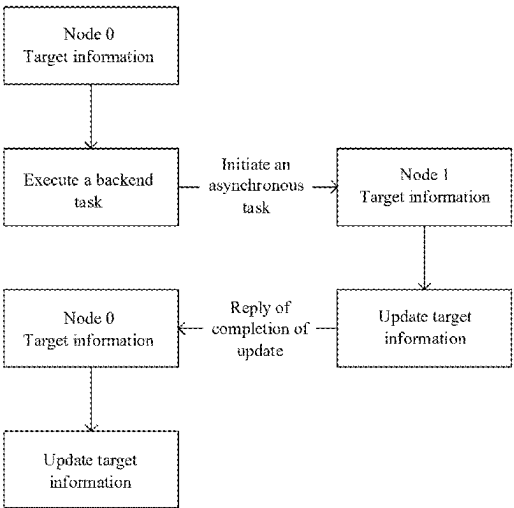 Node 0
Target information
Execute a backend
task
Initiate an
asynchronous
task
Node 1
Target information
Node 0
Target information
Reply of
completion of
update
Update target
information
Update target
information